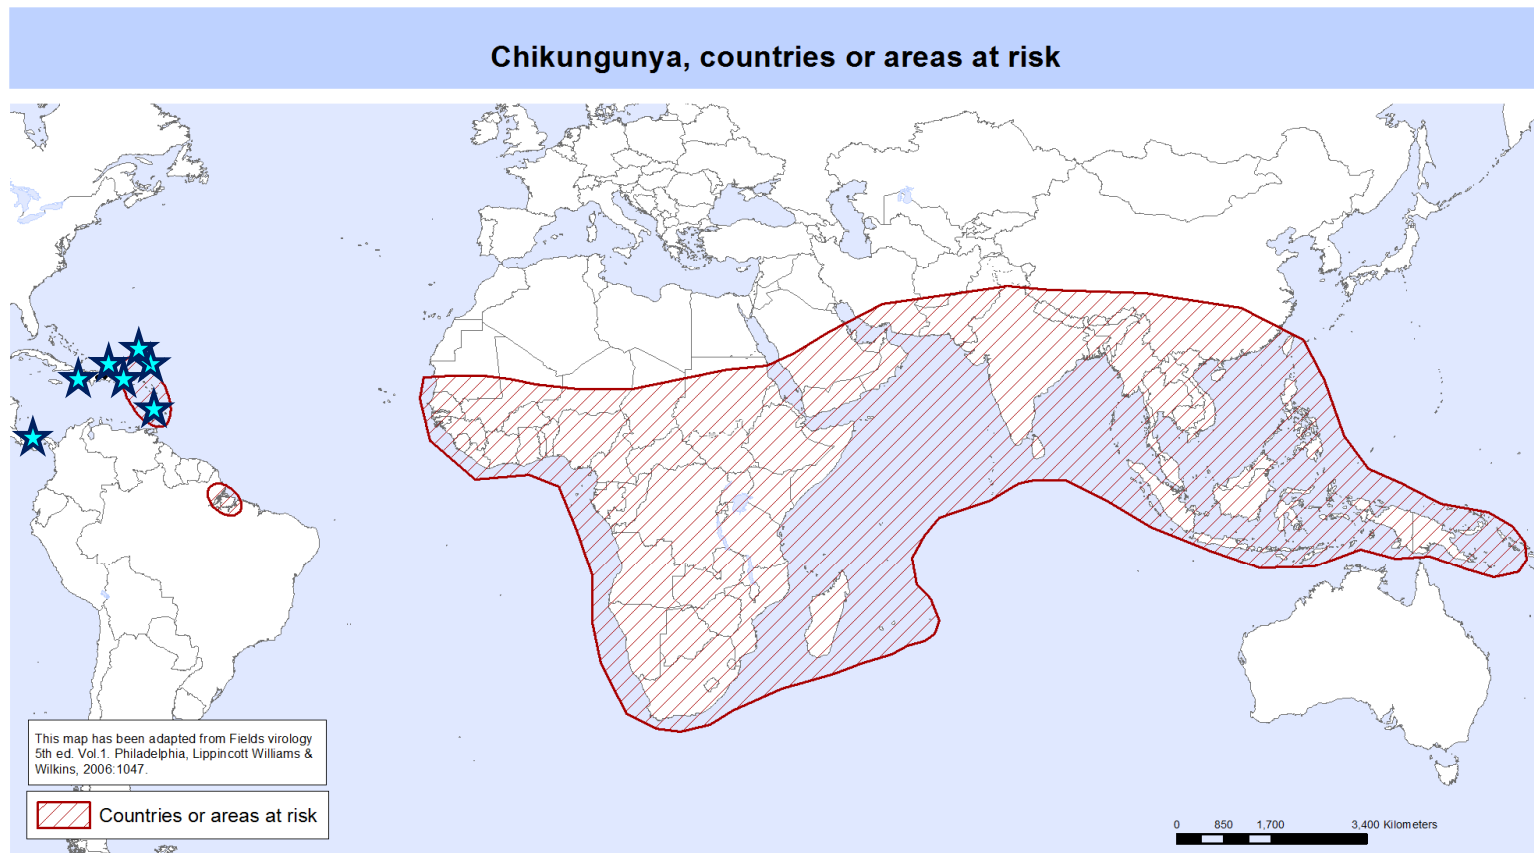 Chikungunya, countries or areas at risk
This map has been adapted from Fields virology
5th ed. Vol.1. Philadelphia, Lippincott Williams &
Wilkins, 2006:1047.
Countries or areas at risk
0 850 1,700 3,400 Kilometers